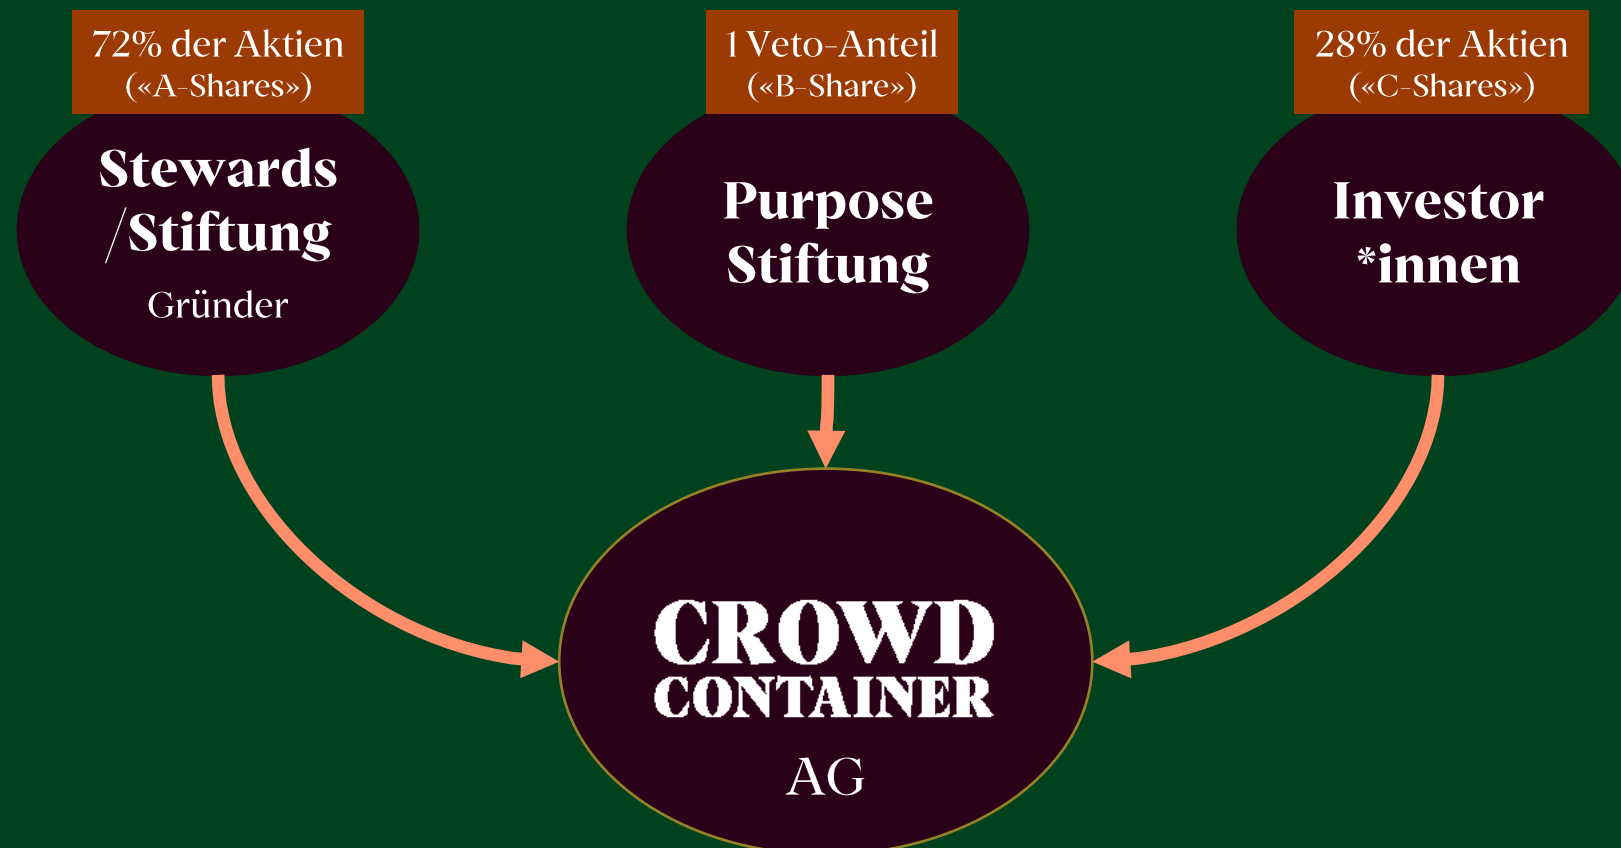 72% der Aktien
(«A-Shares»)
Stewards
/Stiftung
Gründer
1 Veto-Anteil
(«B-Share»)
Purpose
Stiftung
28% der Aktien
(«C-Shares»)
Investor
*innen
CROWD
CONTAINER
AG